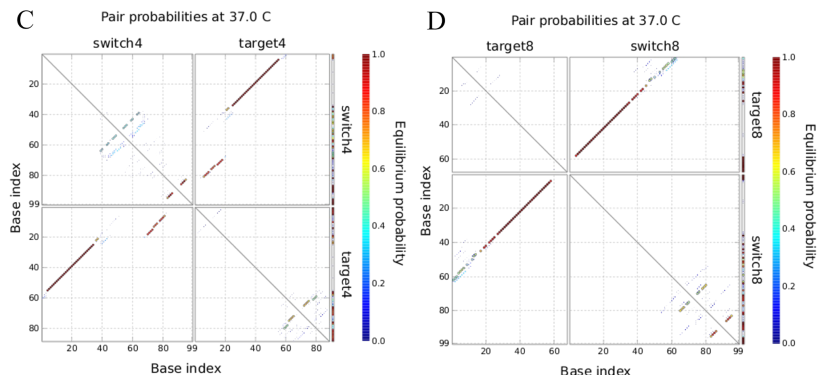 C
Pair probabilities at 37.0 C
switch4 target4
20
40
60
80
99
Base index
switch4
20
40
60
80
target4
20 40 60 80 99 20 40 60 80
Base index
1.0
0.8
0.6
0.4
0.2
0.0
Equilibrium probability
D
Pair probabilities at 37.0 C
target8 switch8
20
40
60
Base index
target8
20
40
60
80
99
switch8
20 40 60 20 40 60 80 99
Base index
1.0
0.8
0.6
0.4
0.2
0.0
Equilibrium probability